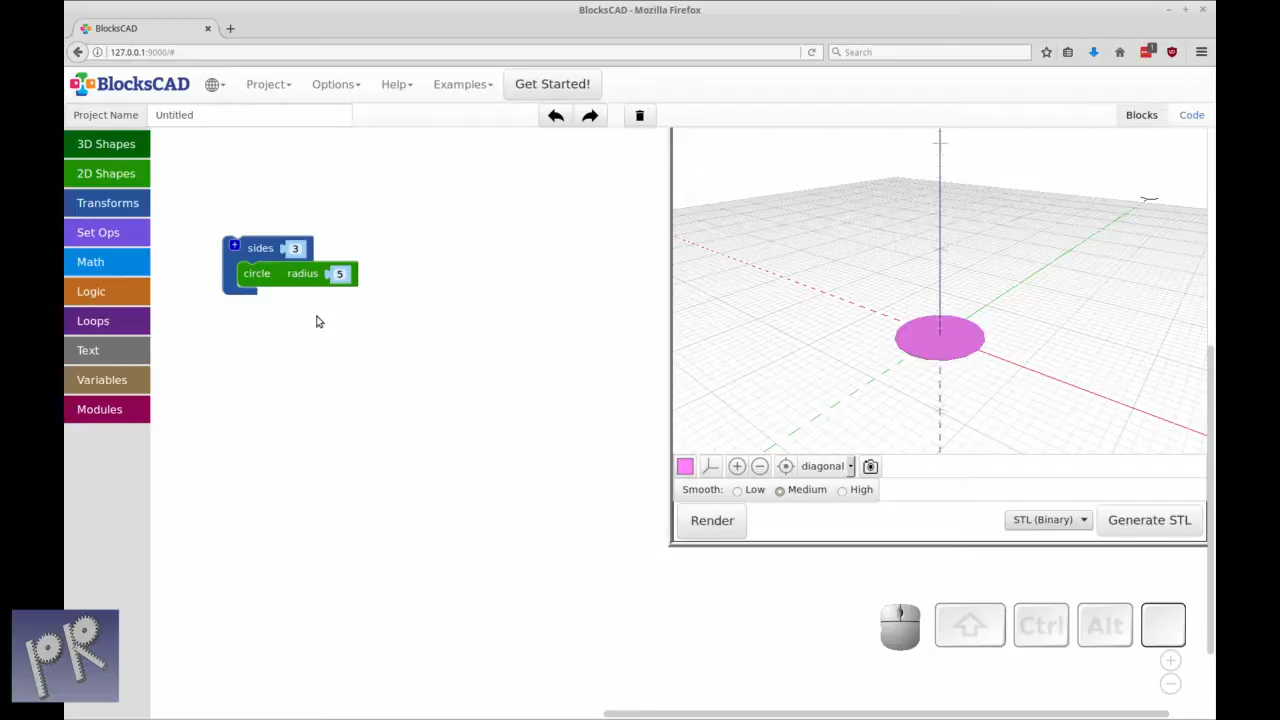 BlocksCAD - Mozilla Firefox
BlocksCAD
127.0.0.1:9000/#
Search
1
BlocksCAD
Project
Options
Help
Examples
Get Started!
Project Name
Untitled
Blocks
Code
3D Shapes
2D Shapes
Transforms
Set Ops
Math
Logic
Loops
Text
Variables
Modules
+ sides 3
circle radius 5
diagonal
Smooth: Low Medium High
Render
STL (Binary)
Generate STL
Ctrl
Alt
PR